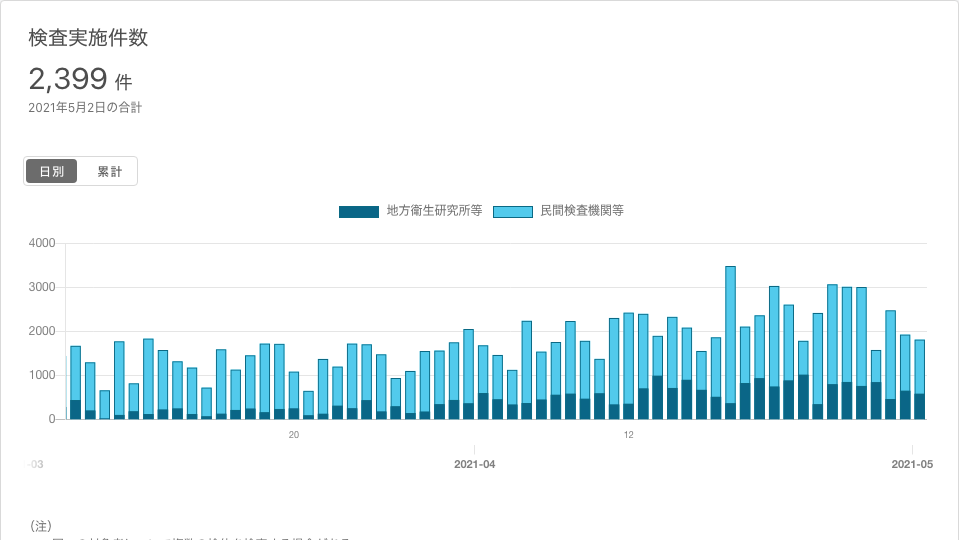 検査実施件数
2,399 件
2021年5月2日の合計
日別 累計
地方衛生研究所等 民間検査機関等
4000
3000
2000
1000
0
20 12
-03 2021-04 2021-05
（注）